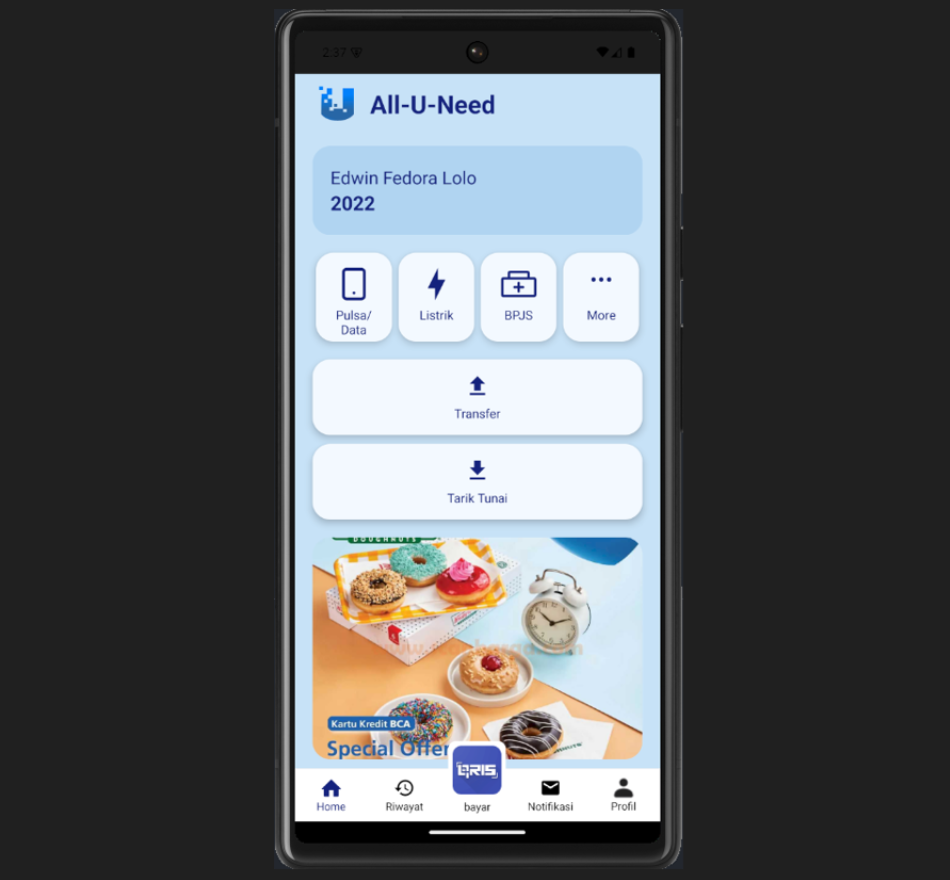 2:37
All-U-Need
Edwin Fedora Lolo
2022
Pulsa/
Data
Listrik
BPJS
More
Transfer
Tarik Tunai
DOUGHNUTS
Kartu Kredit BCA
Special Offer
QRIS
Home
Riwayat
bayar
Notifikasi
Profil